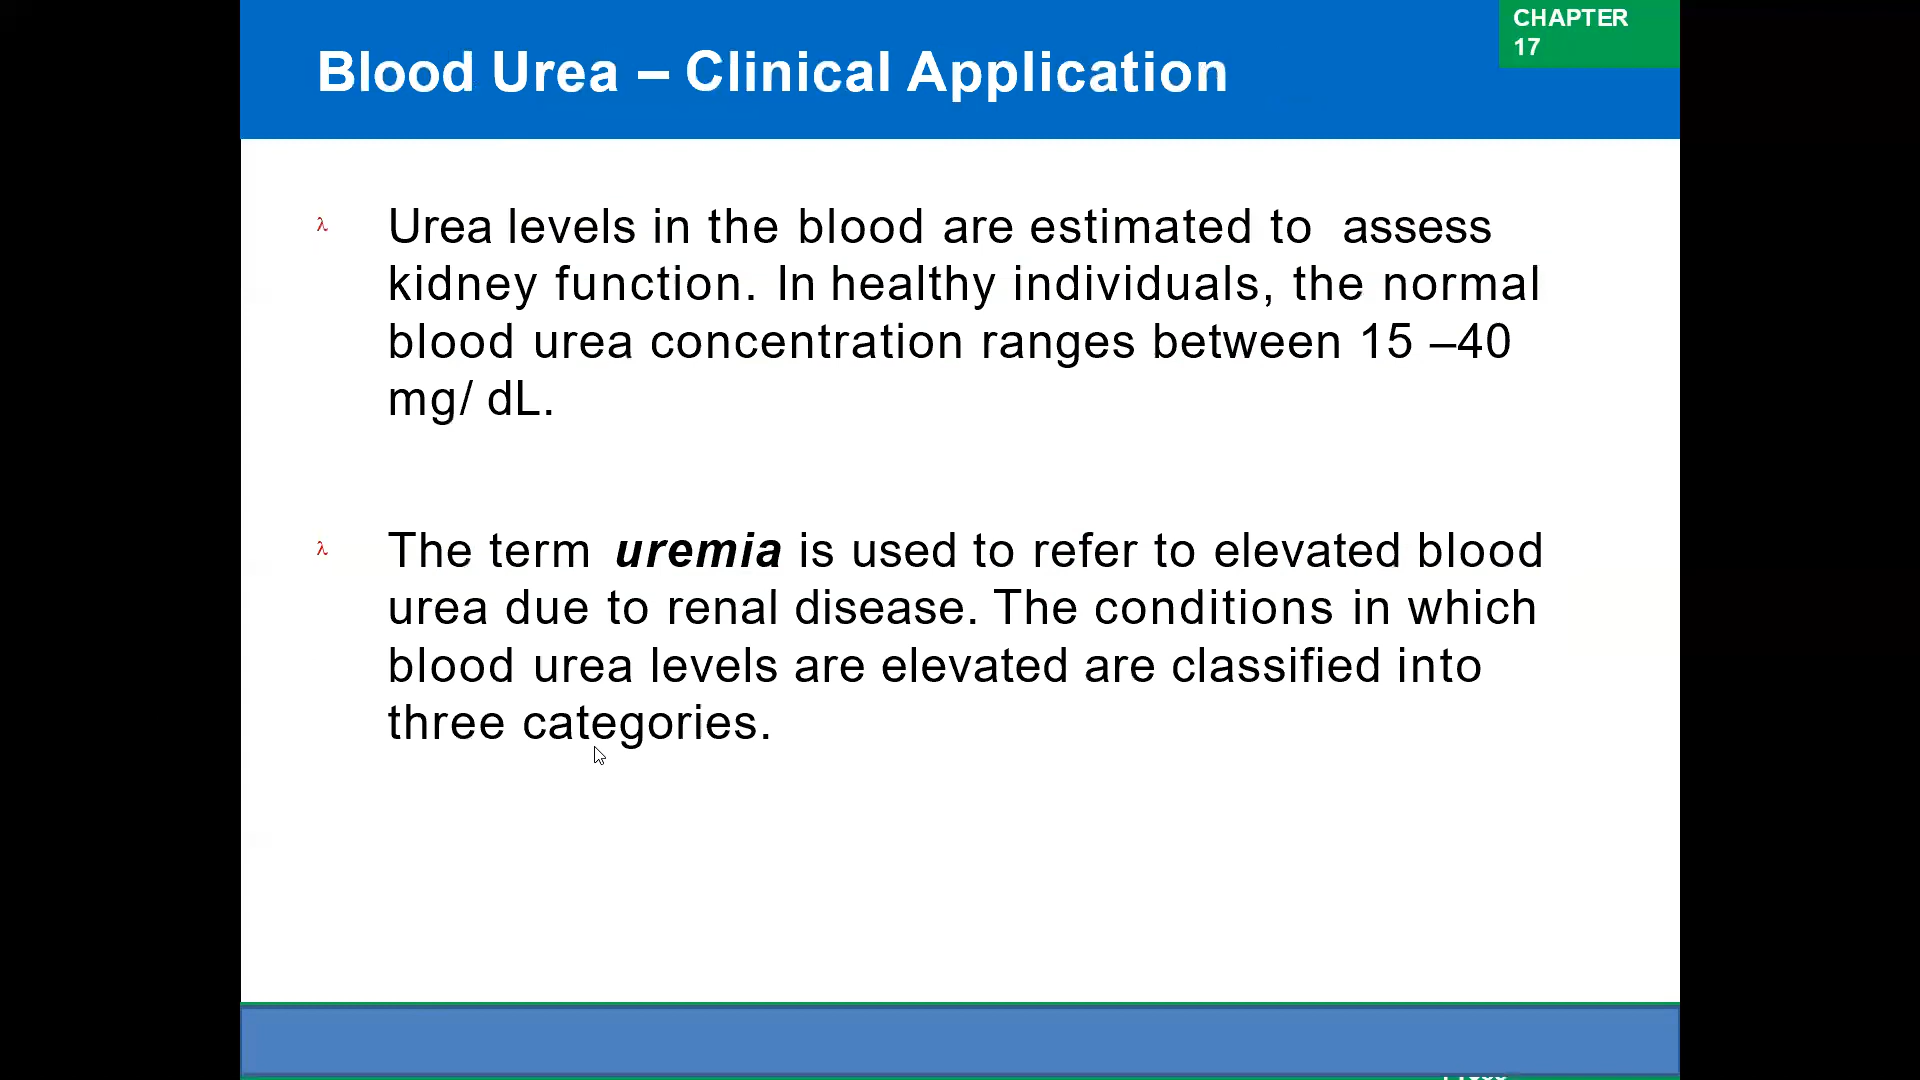 CHAPTER
17
Blood Urea – Clinical Application
λ Urea levels in the blood are estimated to assess
kidney function. In healthy individuals, the normal
blood urea concentration ranges between 15 –40
mg/ dL.
λ The term uremia is used to refer to elevated blood
urea due to renal disease. The conditions in which
blood urea levels are elevated are classified into
three categories.